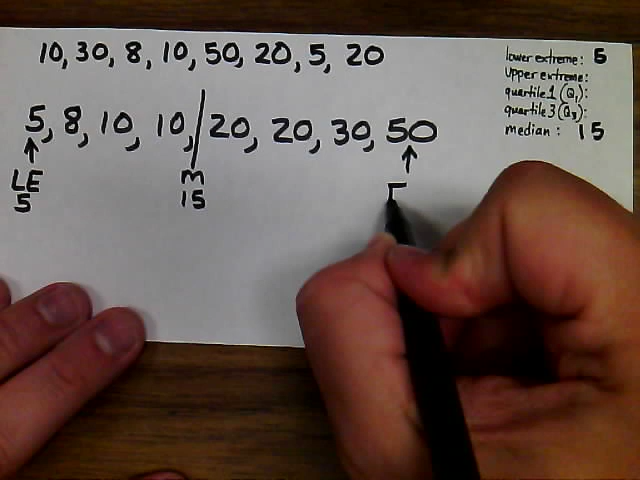 10, 30, 8, 10, 50, 20, 5, 20
lower extreme: 5
upper extreme:
quartile 1 (Q₁):
quartile 3 (Q₃):
median: 15
5, 8, 10, 10, 20, 20, 30, 50
LE
5
M
15